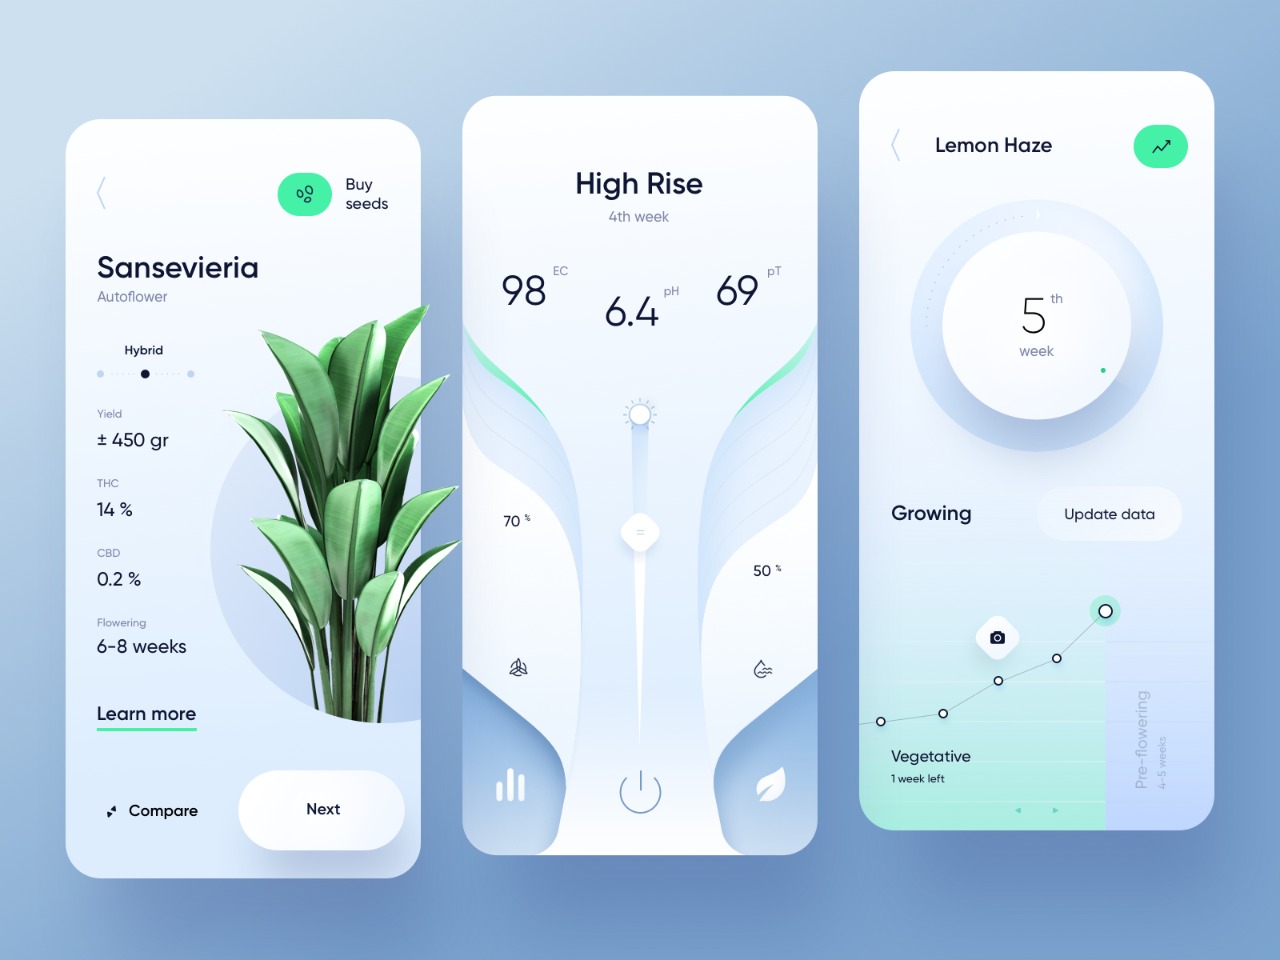 Buy
seeds
Sansevieria
Autoflower
Hybrid
Yield
± 450 gr
THC
14 %
CBD
0.2 %
Flowering
6-8 weeks
Learn more
Compare
Next
High Rise
4th week
98 EC
6.4 pH
69 pT
70 %
50 %
Lemon Haze
5 th
week
Growing
Update data
Vegetative
1 week left
Pre-flowering
4-5 weeks